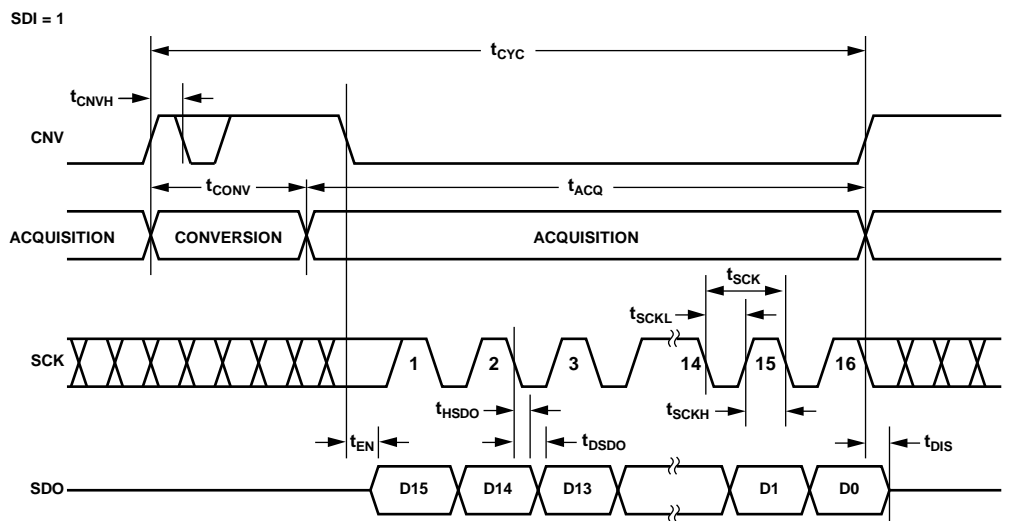 SDI = 1
tCYC
tCNVH
CNV
tCONV
tACQ
ACQUISITION
CONVERSION
ACQUISITION
tSCK
tSCKL
SCK
1
2
3
14
15
16
tHSDO
tSCKH
tEN
tDSDO
tDIS
SDO
D15
D14
D13
D1
D0